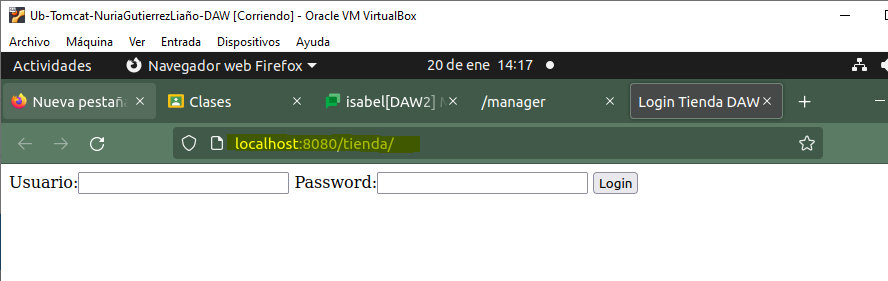 Ub-Tomcat-NuriaGutierrezLiaño-DAW [Corriendo] - Oracle VM VirtualBox
Archivo Máquina Ver Entrada Dispositivos Ayuda
Actividades Navegador web Firefox 20 de ene 14:17
Nueva pestaña Clases isabel[DAW2] M /manager Login Tienda DAW
localhost:8080/tienda/
Usuario: Password: Login